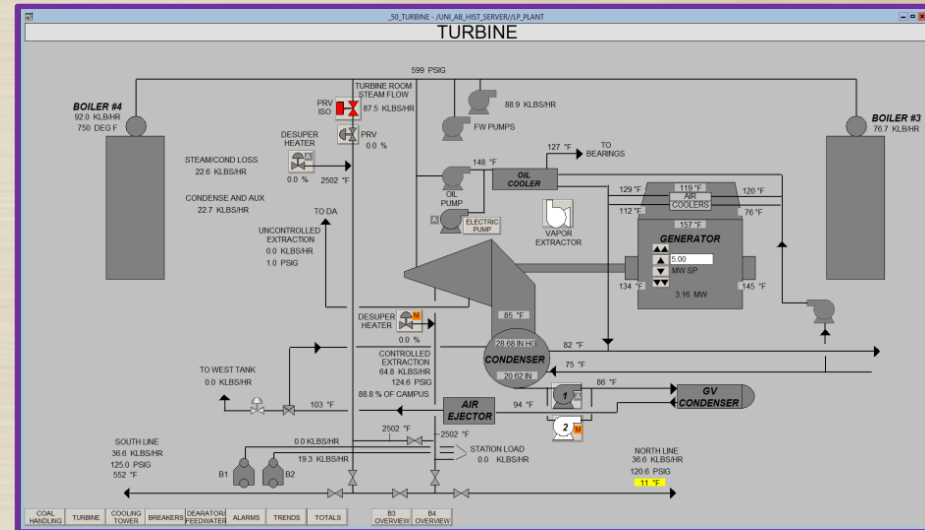 _50_TURBINE - /UNI_AB_HIST_SERVER//LP_PLANT
TURBINE
599 PSIG
BOILER #4
92.0 KLB/HR
750 DEG F
PRV
ISO
TURBINE ROOM
STEAM FLOW
87.5 KLBS/HR
88.9 KLBS/HR
FW PUMPS
BOILER #3
76.7 KLB/HR
DESUPER
HEATER
A
PRV
0.0 %
0.0 %
2502 °F
STEAM/COND LOSS
22.6 KLBS/HR
CONDENSE AND AUX
22.7 KLBS/HR
TO DA
UNCONTROLLED
EXTRACTION
0.0 KLBS/HR
1.0 PSIG
127 °F
TO
BEARINGS
148 °F
OIL
COOLER
OIL
PUMP
A
ELECTRIC
PUMP
VAPOR
EXTRACTOR
129 °F
119 °F
120 °F
AIR
COOLERS
112 °F
76 °F
157 °F
GENERATOR
5.00
MW SP
134 °F
145 °F
3.16 MW
DESUPER
HEATER
M
0.0 %
85 °F
28.68 IN HG
CONDENSER
20.62 IN
82 °F
75 °F
CONTROLLED
EXTRACTION
64.8 KLBS/HR
124.6 PSIG
88.8 % OF CAMPUS
TO WEST TANK
0.0 KLBS/HR
103 °F
AIR
EJECTOR
94 °F
86 °F
1
A
2
M
GV
CONDENSER
2502 °F
2502 °F
SOUTH LINE
36.6 KLBS/HR
125.0 PSIG
552 °F
0.0 KLBS/HR
19.3 KLBS/HR
B1
B2
STATION LOAD
0.0 KLBS/HR
NORTH LINE
36.6 KLBS/HR
120.6 PSIG
11 °F
COAL
HANDLING
TURBINE
COOLING
TOWER
BREAKERS
DEARATOR/
FEEDWATER
ALARMS
TRENDS
TOTALS
B3
OVERVIEW
B4
OVERVIEW